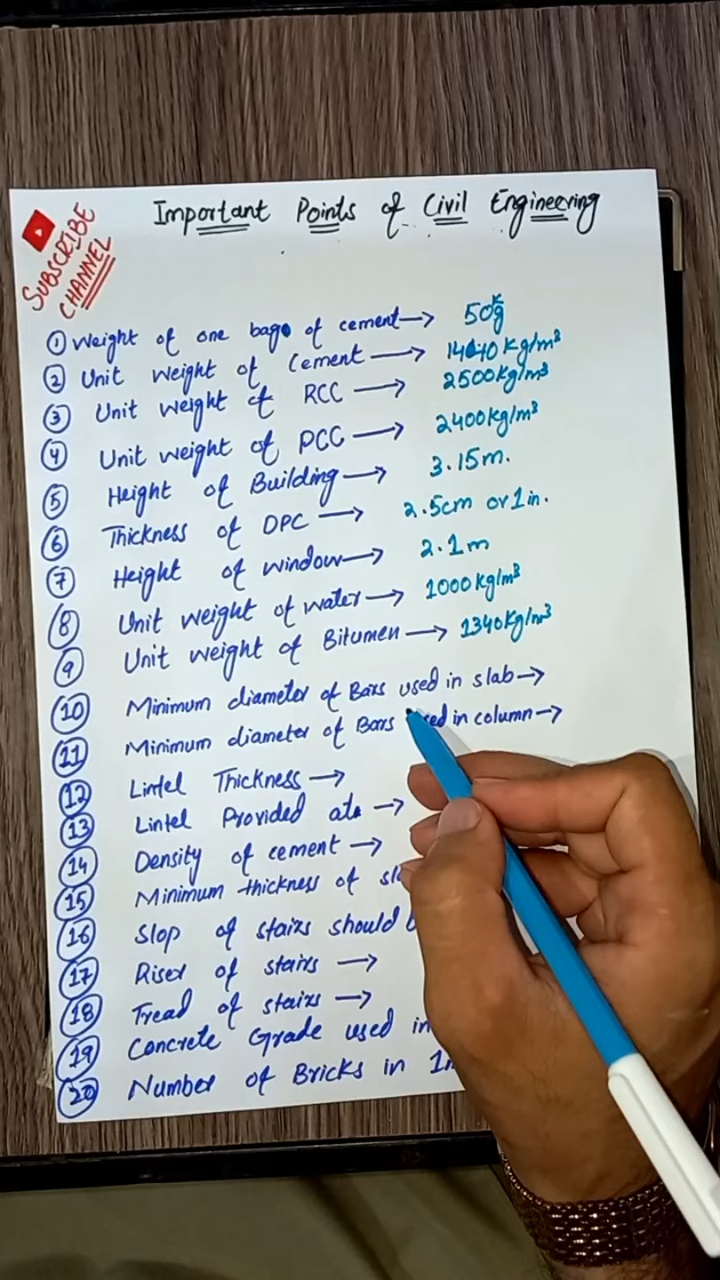 Important Points of Civil Engineering
SUBSCRIBE
CHANNEL
1 Weight of one bag of cement → 50kg
2 Unit weight of Cement → 1440 Kg/m³
3 Unit weight of RCC → 2500Kg/m³
4 Unit weight of PCC → 2400Kg/m³
5 Height of Building → 3.15m.
6 Thickness of DPC → 2.5cm or 1in.
7 Height of window → 2.1m
8 Unit weight of water → 1000kg/m³
9 Unit weight of Bitumen → 1340Kg/m³
10 Minimum diameter of Bars used in slab →
11 Minimum diameter of Bars used in column →
12 Lintel Thickness →
13 Lintel Provided at →
14 Density of cement →
15 Minimum thickness of
16 Slop of stairs should
17 Riser of stairs →
18 Tread of stairs →
19 Concrete Grade used in
20 Number of Bricks in